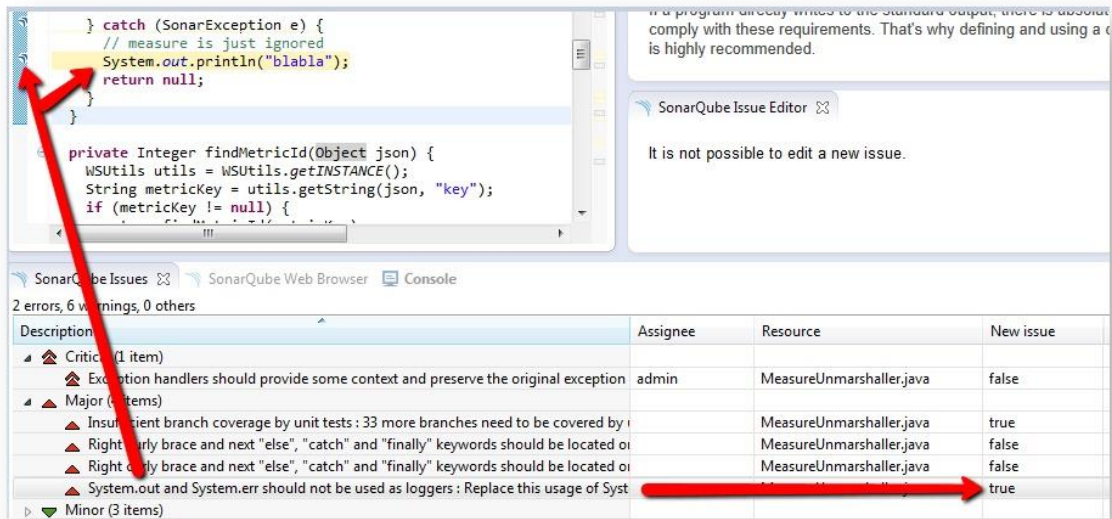 } catch (SonarException e) {
// measure is just ignored
System.out.println("blabla");
return null;
}
}
private Integer findMetricId(Object json) {
WSUtils utils = WSUtils.getINSTANCE();
String metricKey = utils.getString(json, "key");
if (metricKey != null) {
comply with these requirements. That's why defining and using a
is highly recommended.
SonarQube Issue Editor
It is not possible to edit a new issue.
SonarQube Issues SonarQube Web Browser Console
2 errors, 6 warnings, 0 others
Description Assignee Resource New issue
Critical (1 item)
Exception handlers should provide some context and preserve the original exception admin MeasureUnmarshaller.java false
Major (4 items)
Insufficient branch coverage by unit tests : 33 more branches need to be covered by MeasureUnmarshaller.java true
Right curly brace and next "else", "catch" and "finally" keywords should be located MeasureUnmarshaller.java false
Right curly brace and next "else", "catch" and "finally" keywords should be located MeasureUnmarshaller.java false
System.out and System.err should not be used as loggers : Replace this usage of Syst true
Minor (3 items)